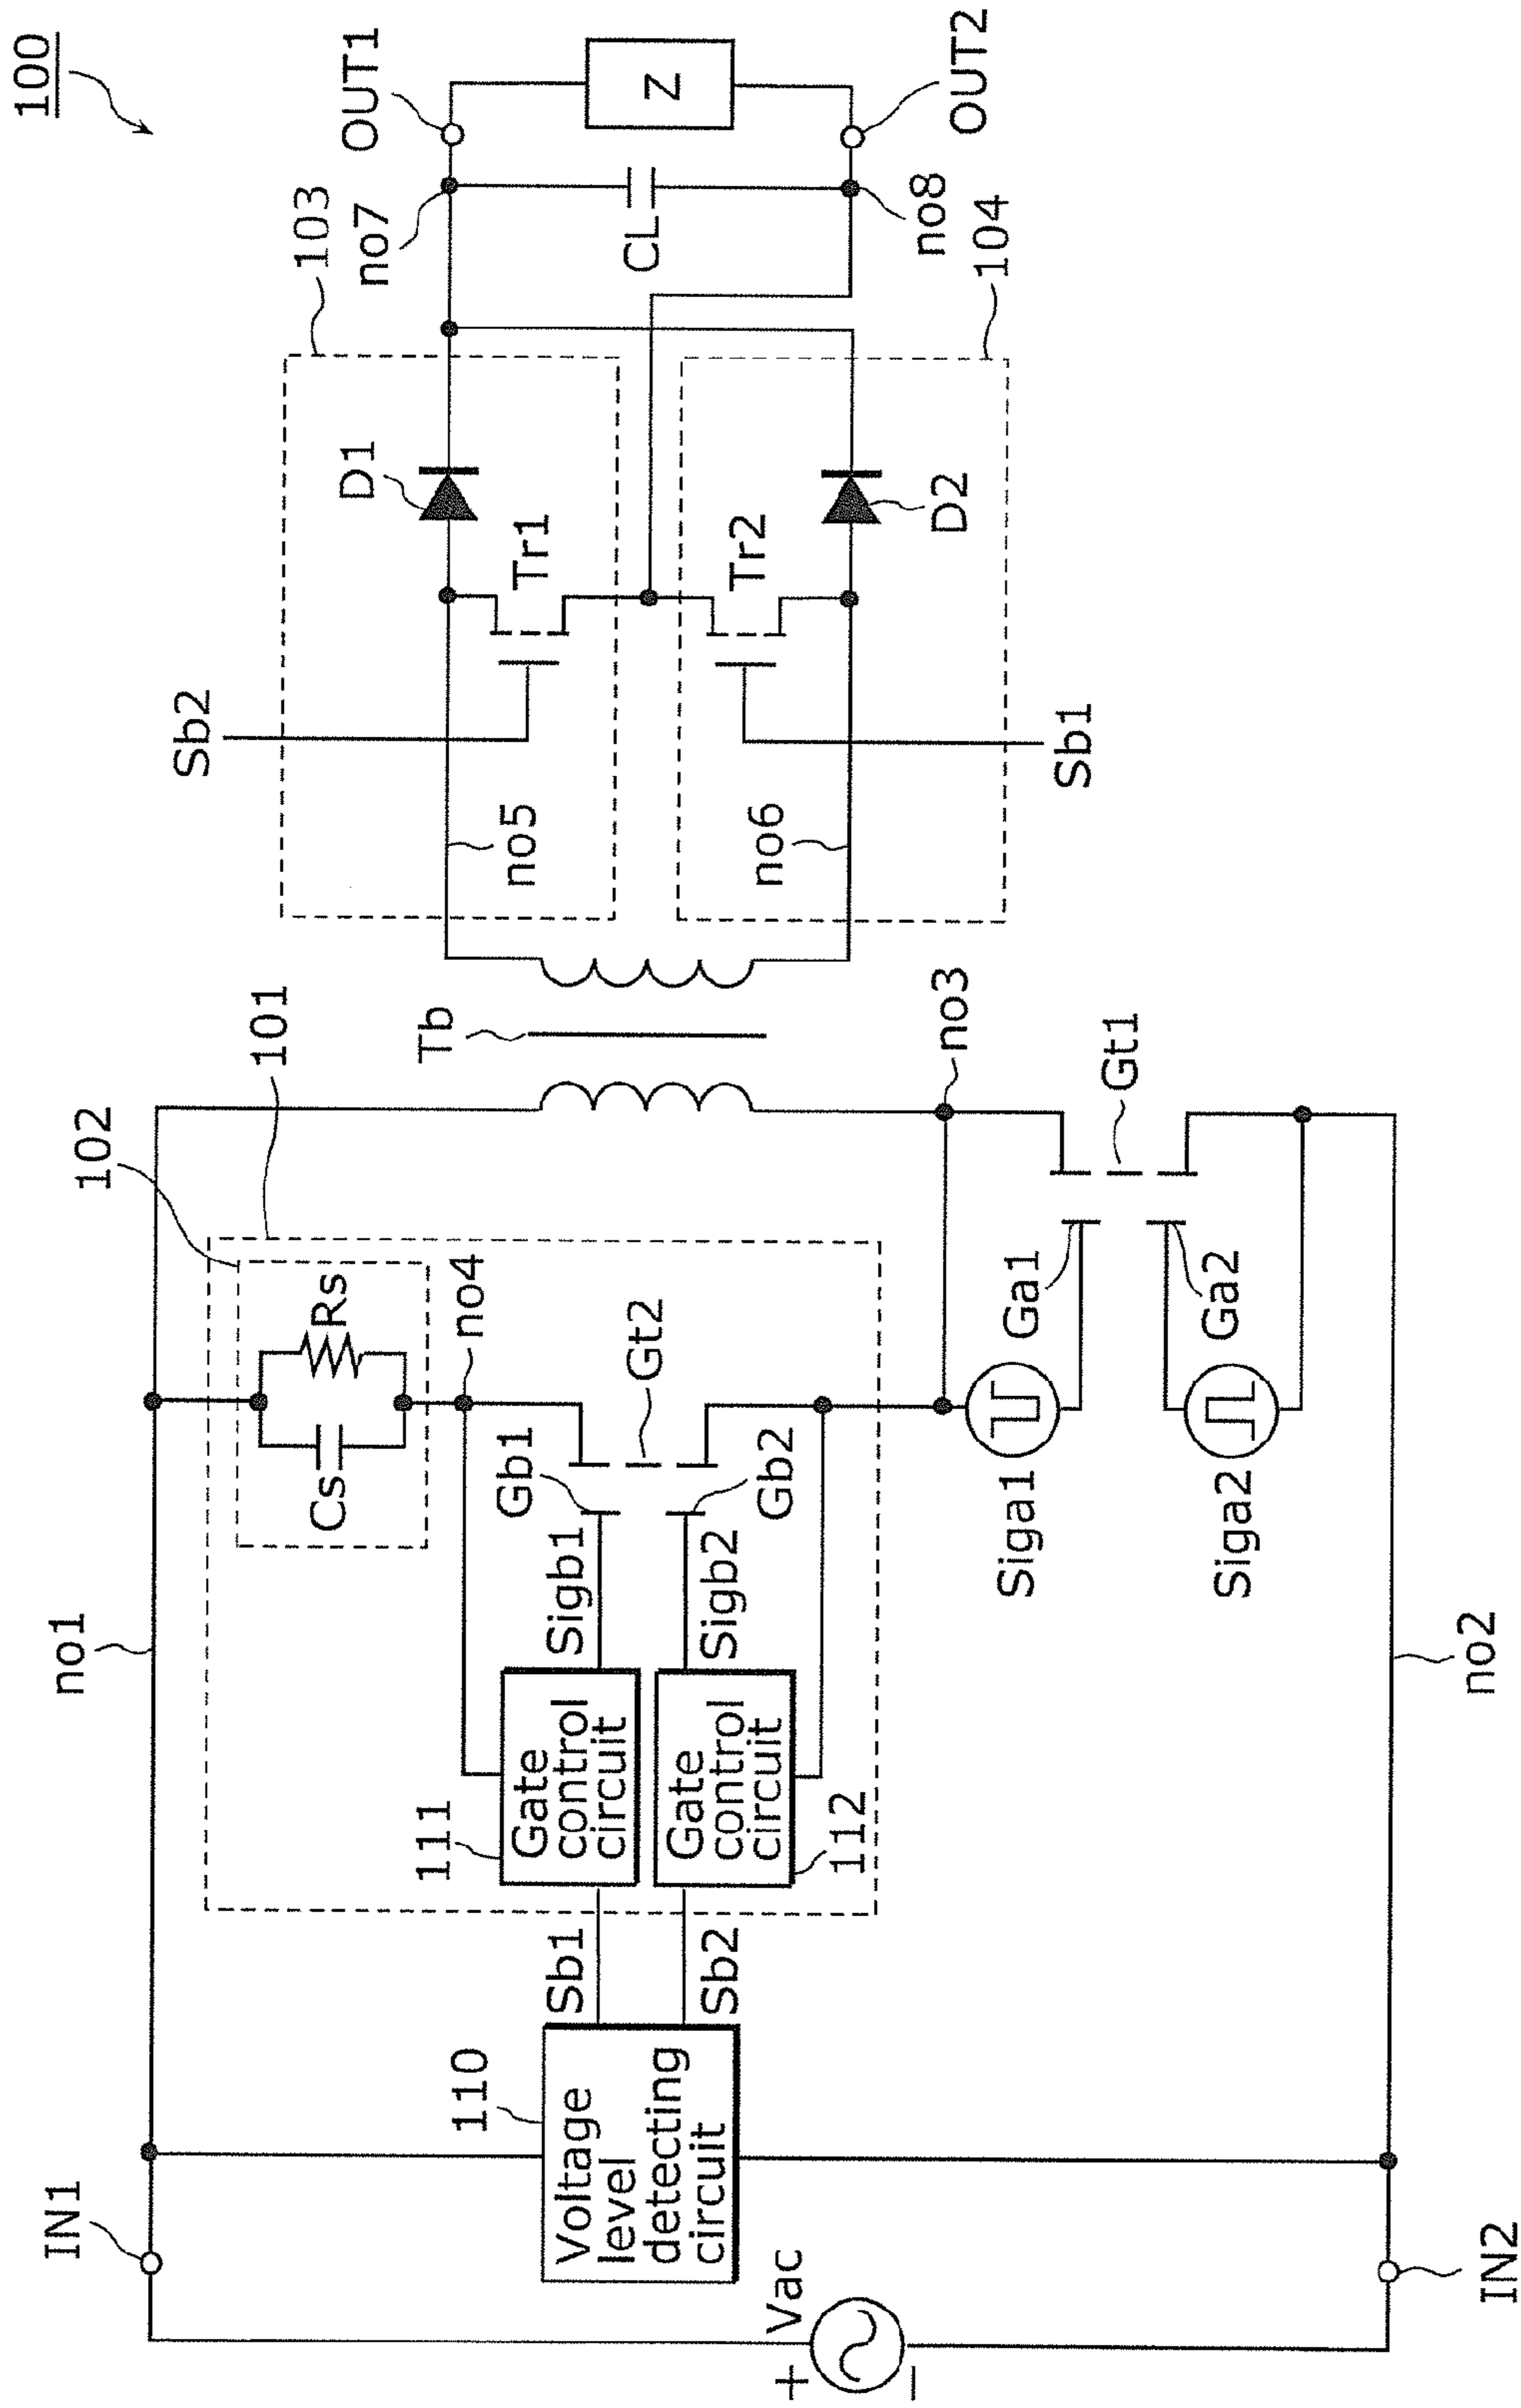 100
IN1
no1
102
101
Cs
Rs
no4
Tb
Sb2
103
D1
Tr1
no5
no7
OUT1
CL
Z
Vac
+
−
110
Voltage
level
detecting
circuit
Sb1
Sb2
111
Gate
control
circuit
Sigb1
Gb1
Gt2
Gate
control
circuit
112
Sigb2
Gb2
no6
Tr2
D2
Sb1
104
no8
OUT2
no3
Siga1
Ga1
Gt1
Siga2
Ga2
IN2
no2